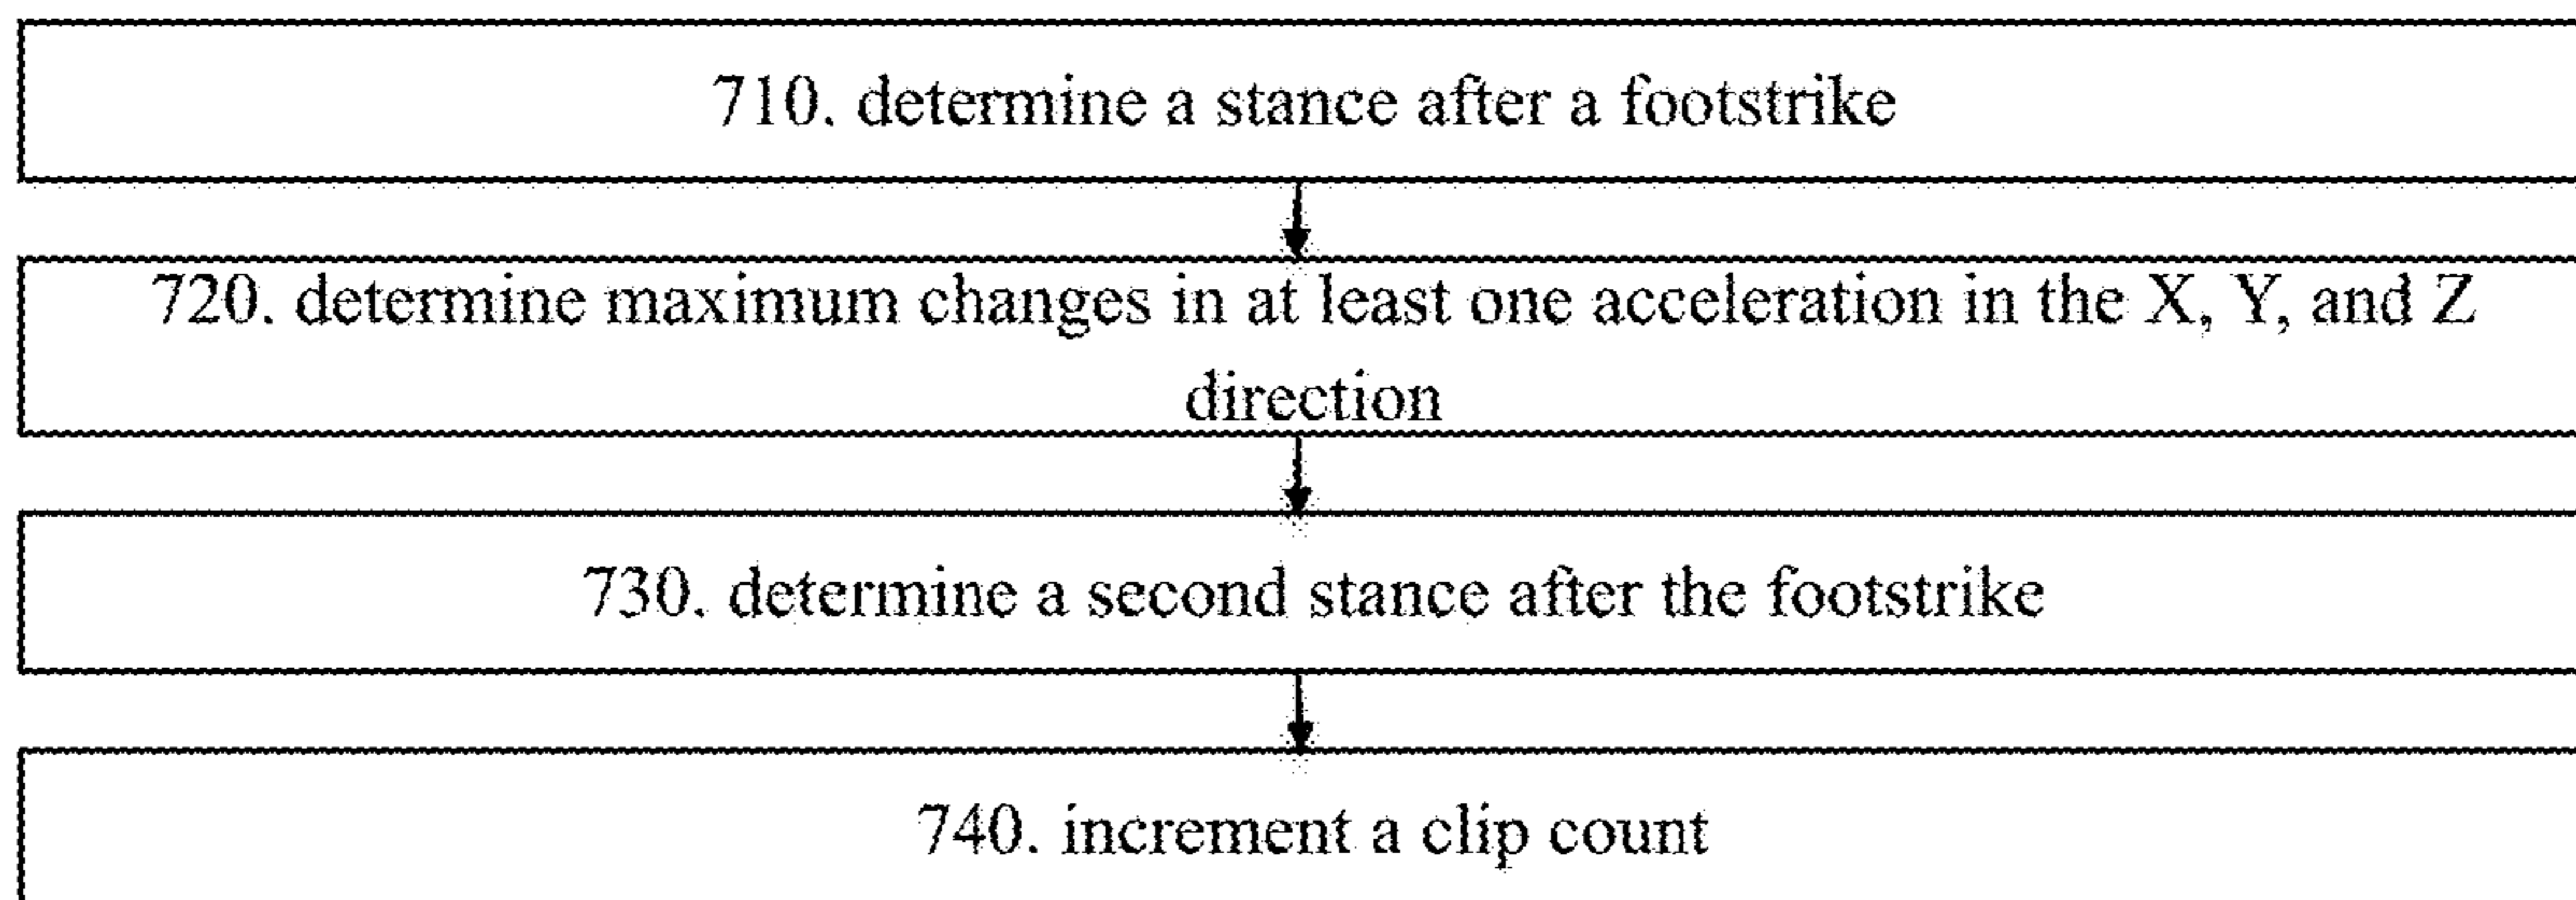 710. determine a stance after a footstrike
720. determine maximum changes in at least one acceleration in the X, Y, and Z
direction
730. determine a second stance after the footstrike
740. increment a clip count